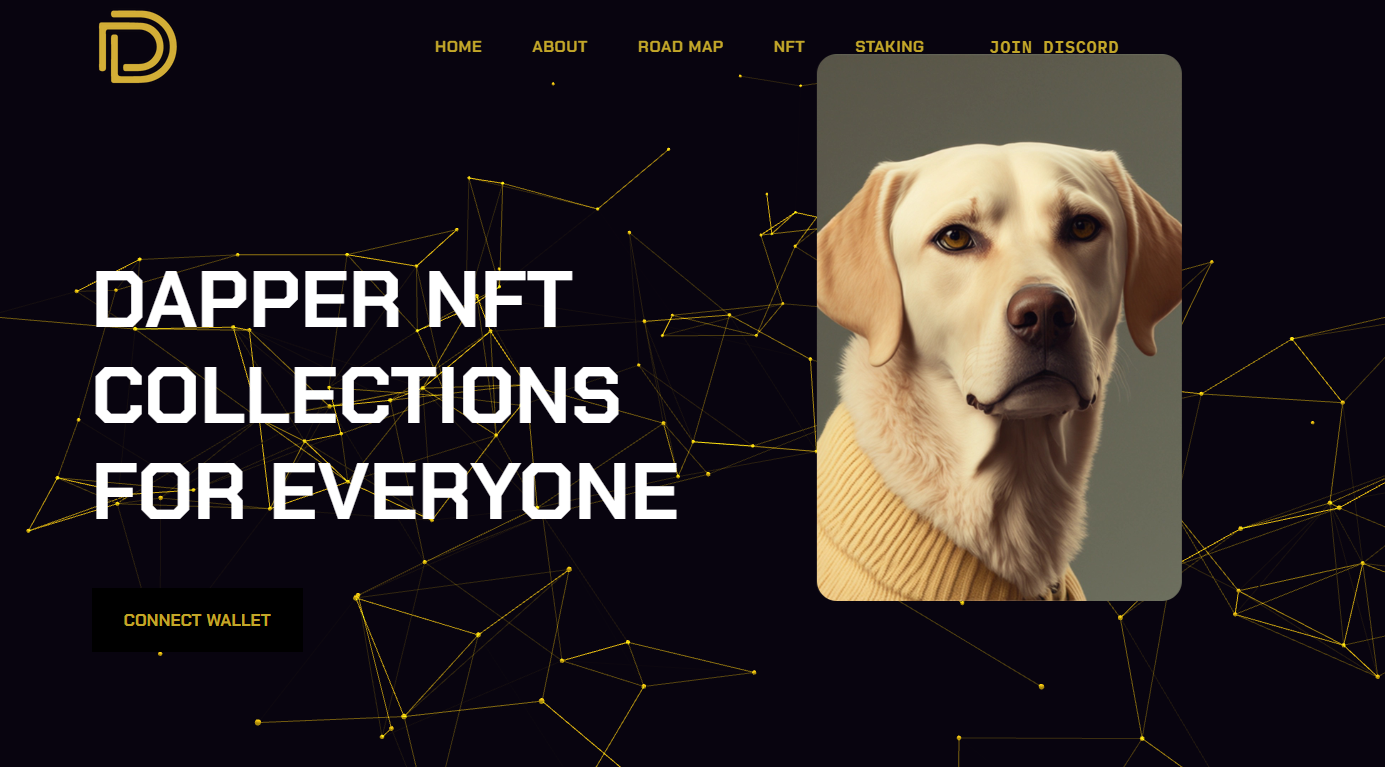 HOME ABOUT ROAD MAP NFT STAKING JOIN DISCORD
DAPPER NFT
COLLECTIONS
FOR EVERYONE
CONNECT WALLET